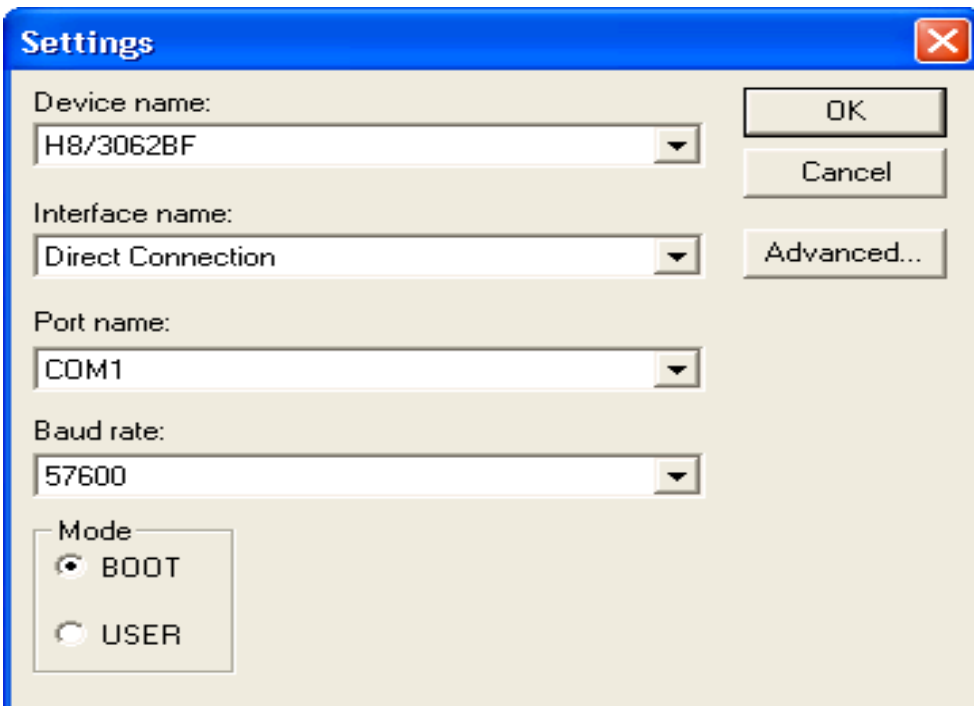 Settings
Device name:
H8/3062BF
Interface name:
Direct Connection
Port name:
COM1
Baud rate:
57600
Mode
BOOT
USER
OK
Cancel
Advanced...